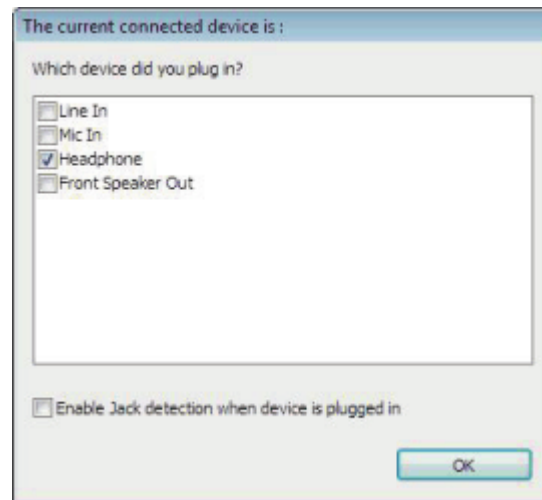 The current connected device is :
Which device did you plug in?
Line In
Mic In
Headphone
Front Speaker Out
Enable Jack detection when device is plugged in
OK